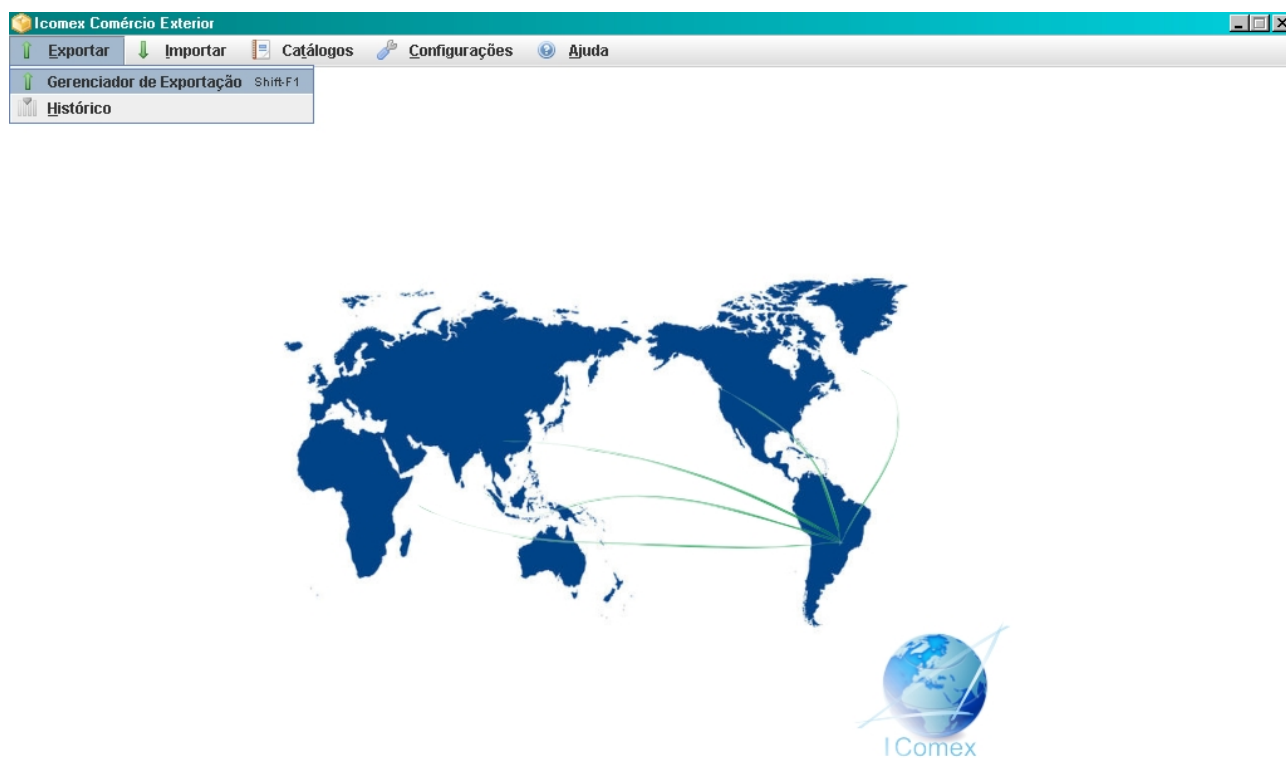 Icomex Comércio Exterior
Exportar Importar Catálogos Configurações Ajuda
Gerenciador de Exportação Shift-F1
Histórico
IComex